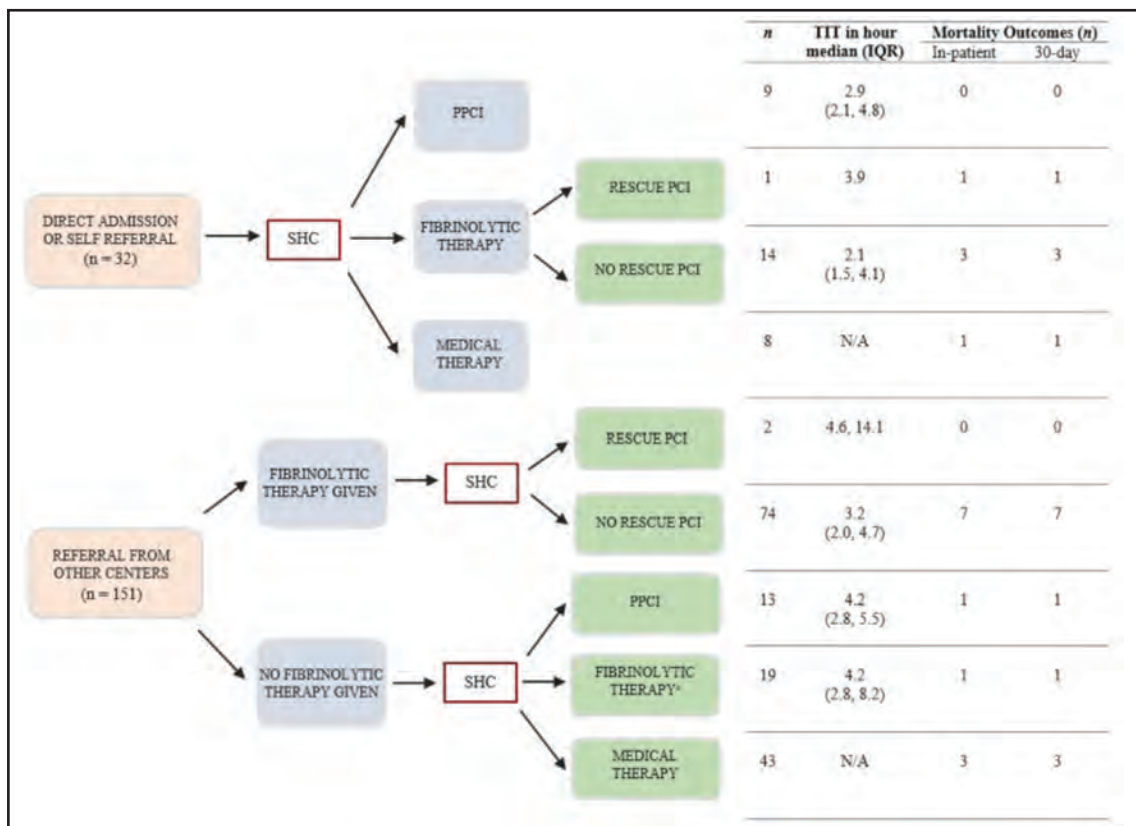 n TIT in hour Mortality Outcomes (n)
median (IQR) In-patient 30-day
9 2.9 0 0
(2.1, 4.8)
PPCI
1 3.9 1 1
RESCUE PCI
DIRECT ADMISSION
OR SELF REFERRAL
(n = 32)
SHC
FIBRINOLYTIC
THERAPY
14 2.1 3 3
(1.5, 4.1)
NO RESCUE PCI
8 N/A 1 1
MEDICAL
THERAPY
2 4.6, 14.1 0 0
RESCUE PCI
FIBRINOLYTIC
THERAPY GIVEN
SHC
74 3.2 7 7
(2.0, 4.7)
NO RESCUE PCI
REFERRAL FROM
OTHER CENTERS
(n = 151)
13 4.2 1 1
(2.8, 5.5)
PPCI
NO FIBRINOLYTIC
THERAPY GIVEN
SHC
19 4.2 1 1
(2.8, 8.2)
FIBRINOLYTIC
THERAPYᵃ
43 N/A 3 3
MEDICAL
THERAPY